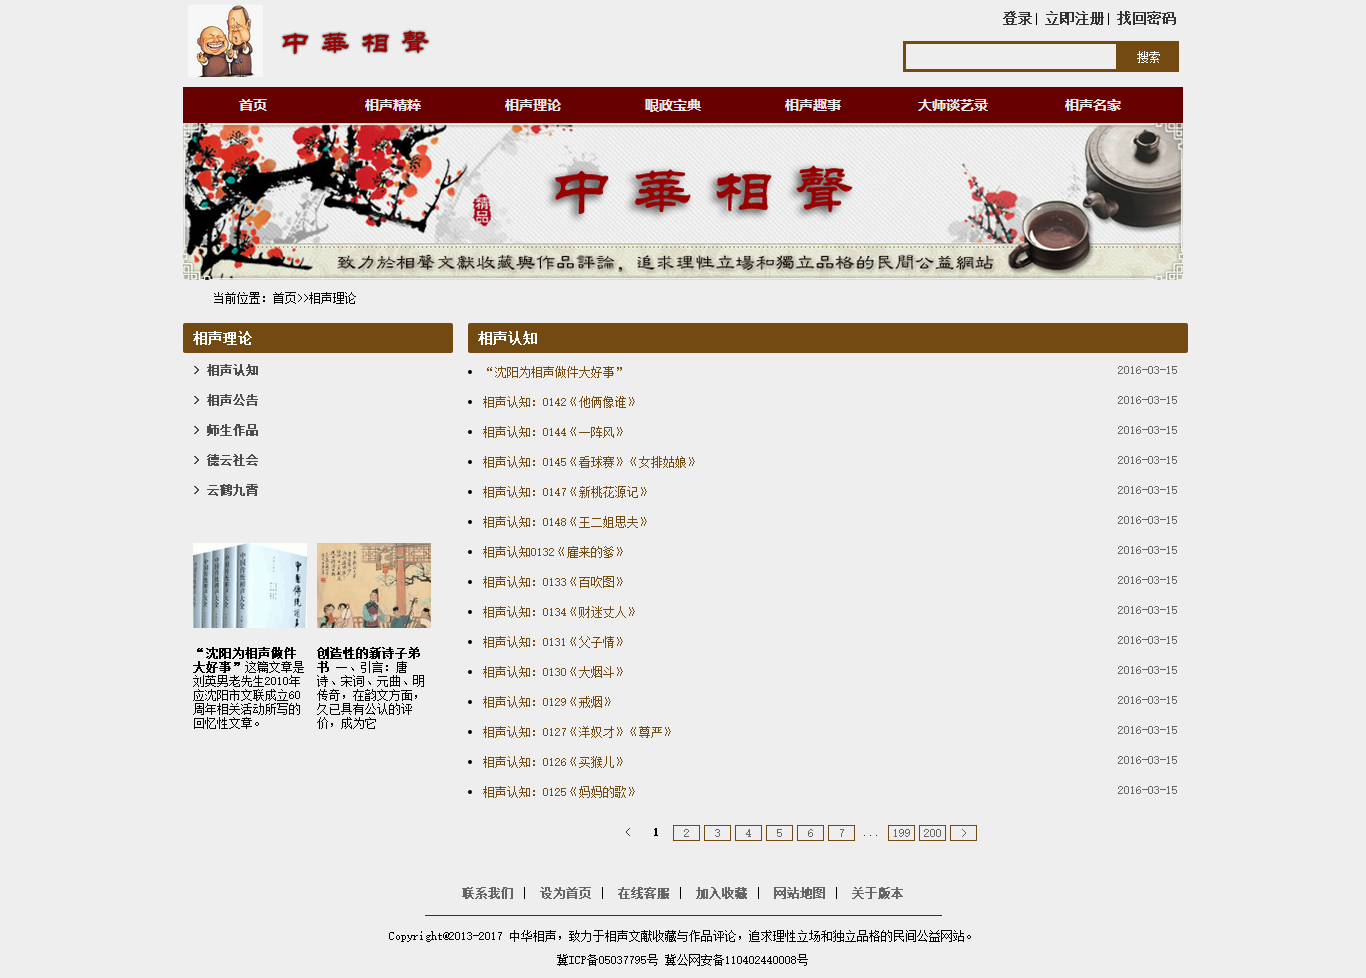 中華相聲
登录| 立即注册| 找回密码
搜索
首页 相声精粹 相声理论 哏政宝典 相声趣事 大师谈艺录 相声名家
中華相聲
精品
致力於相聲文獻收藏與作品評論，追求理性立場和獨立品格的民間公益網站
当前位置：首页>>相声理论
相声理论
> 相声认知
> 相声公告
> 师生作品
> 德云社会
> 云鹤九霄
中国传统相声大全
“沈阳为相声做件
大好事”这篇文章是
刘英男老先生2010年
应沈阳市文联成立60
周年相关活动所写的
回忆性文章。
创造性的新诗子弟
书 一、引言：唐
诗、宋词、元曲、明
传奇，在韵文方面，
久已具有公认的评
价，成为它
相声认知
“沈阳为相声做件大好事” 2016-03-15
相声认知：0142《他俩像谁》 2016-03-15
相声认知：0144《一阵风》 2016-03-15
相声认知：0145《看球赛》《女排姑娘》 2016-03-15
相声认知：0147《新桃花源记》 2016-03-15
相声认知：0148《王二姐思夫》 2016-03-15
相声认知0132《雇来的爹》 2016-03-15
相声认知：0133《百吹图》 2016-03-15
相声认知：0134《财迷丈人》 2016-03-15
相声认知：0131《父子情》 2016-03-15
相声认知：0130《大烟斗》 2016-03-15
相声认知：0129《戒烟》 2016-03-15
相声认知：0127《洋奴才》《尊严》 2016-03-15
相声认知：0126《买猴儿》 2016-03-15
相声认知：0125《妈妈的歌》 2016-03-15
< 1 2 3 4 5 6 7 ... 199 200 >
联系我们 | 设为首页 | 在线客服 | 加入收藏 | 网站地图 | 关于版本
Copyright@2013-2017 中华相声，致力于相声文献收藏与作品评论，追求理性立场和独立品格的民间公益网站。
冀ICP备05037795号 冀公网安备110402440008号